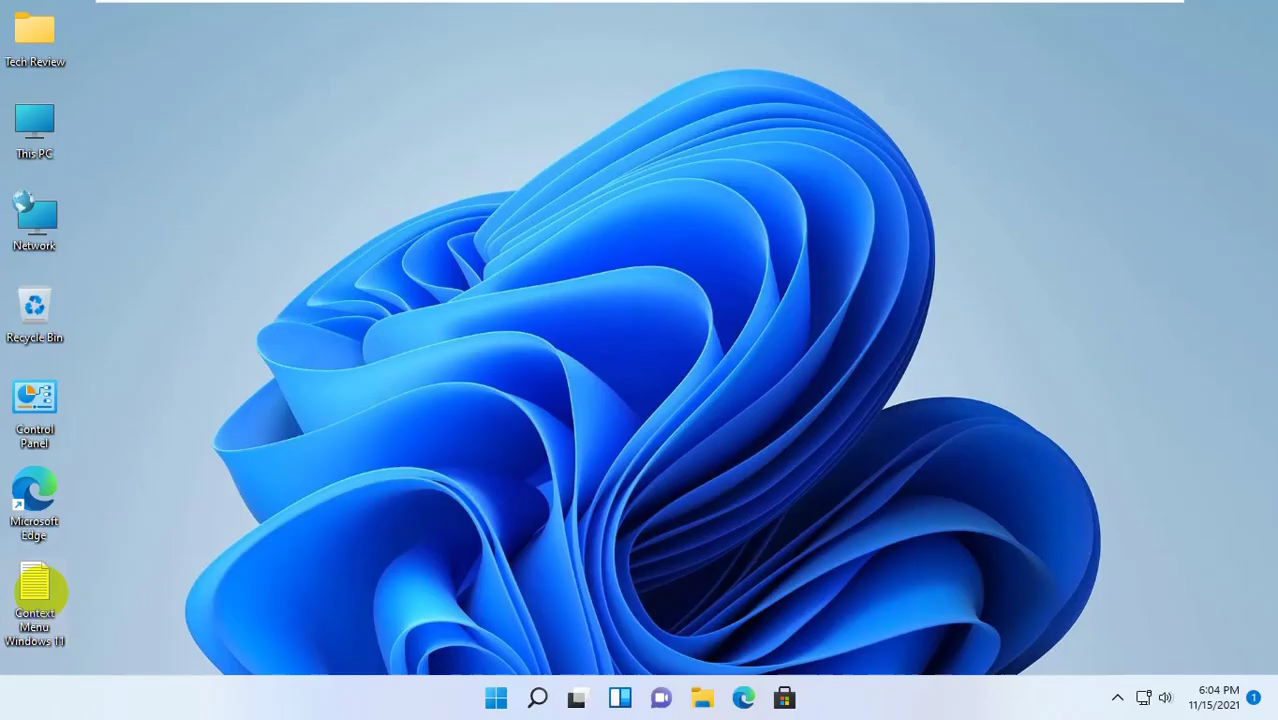 Tech Review
This PC
Network
Recycle Bin
Control
Panel
Microsoft
Edge
Context
Menu
Windows 11
6:04 PM
11/15/2021
1